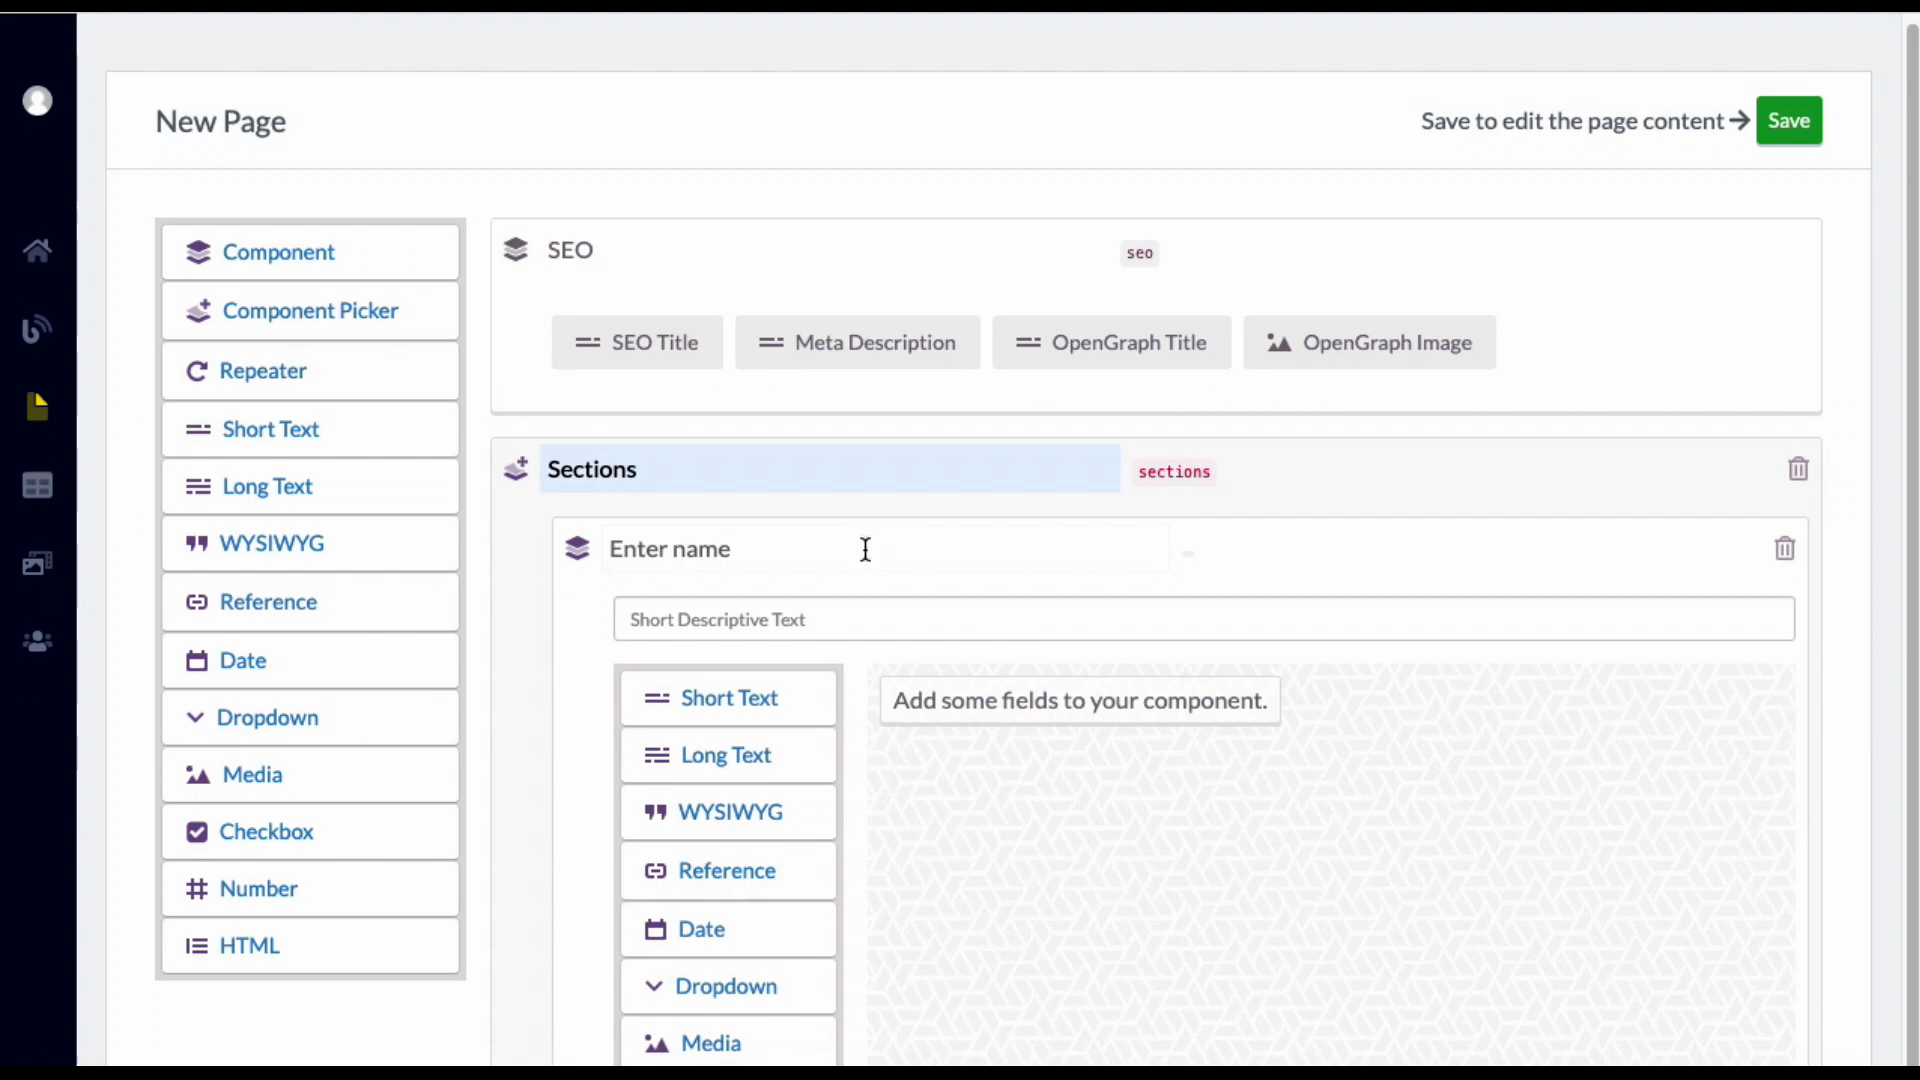 New Page
Save to edit the page content
Save
Component
Component Picker
Repeater
Short Text
Long Text
WYSIWYG
Reference
Date
Dropdown
Media
Checkbox
Number
HTML
SEO
seo
SEO Title
Meta Description
OpenGraph Title
OpenGraph Image
Sections
sections
Enter name
Short Descriptive Text
Short Text
Long Text
WYSIWYG
Reference
Date
Dropdown
Media
Add some fields to your component.